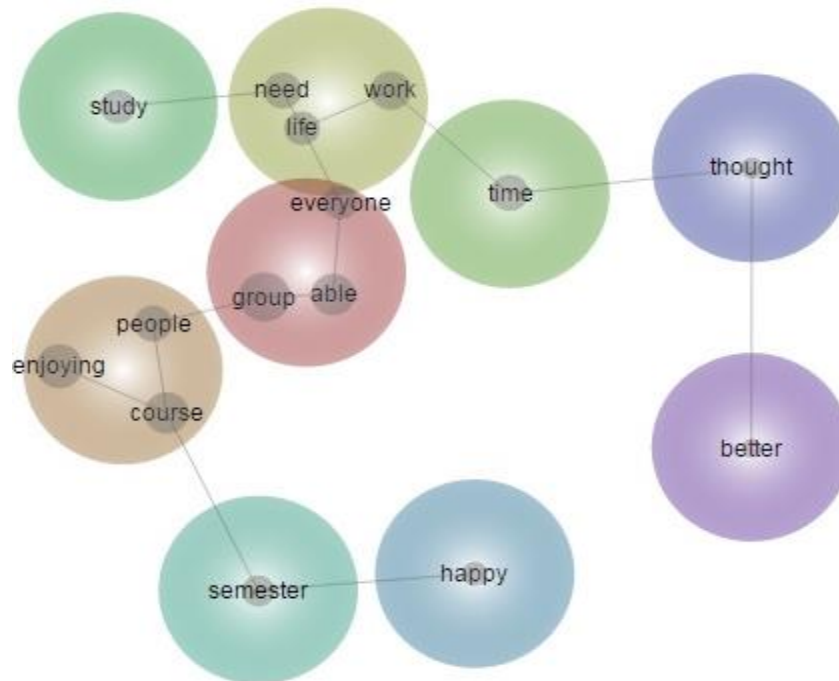 study
need
work
life
thought
time
everyone
group
able
people
enjoying
course
better
semester
happy